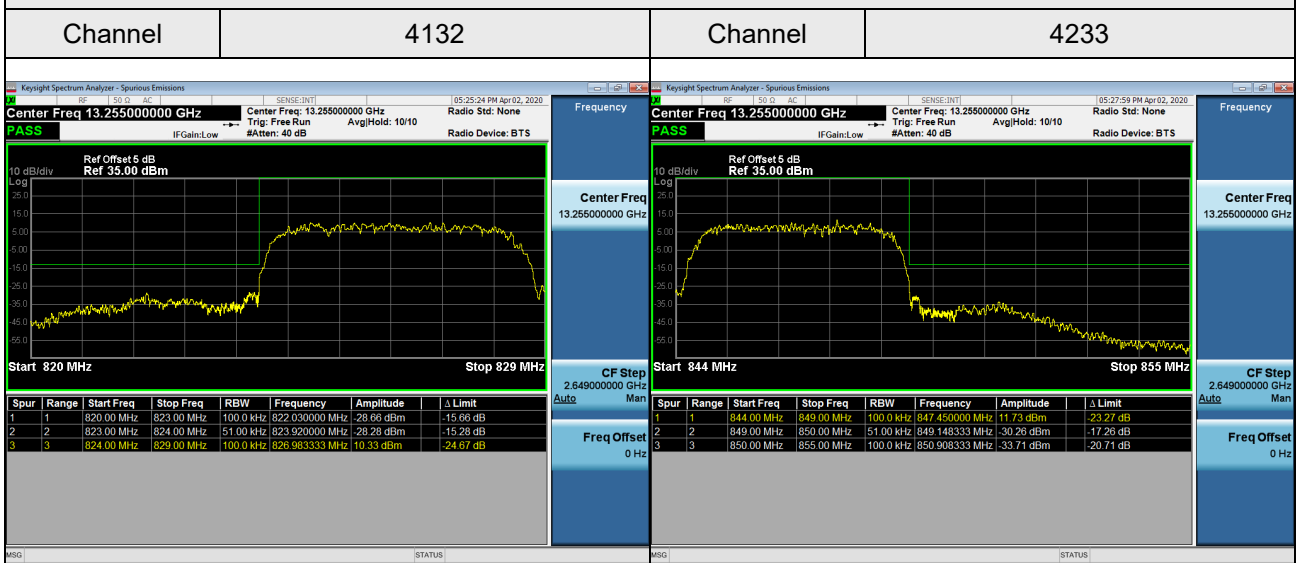 Channel 4132 Channel 4233
Keysight Spectrum Analyzer - Spurious Emissions
RF 50 Ω AC SENSE:INT 05:25:24 PM Apr 02, 2020
Center Freq 13.255000000 GHz Center Freq: 13.255000000 GHz Radio Std: None Frequency
Trig: Free Run Avg|Hold: 10/10
PASS IFGain:Low #Atten: 40 dB Radio Device: BTS
Ref Offset 5 dB
10 dB/div Ref 35.00 dBm
Log
25.0
15.0
5.00
-5.00
-15.0
-25.0
-35.0
-45.0
-55.0
Start 820 MHz Stop 829 MHz
Spur Range Start Freq Stop Freq RBW Frequency Amplitude Δ Limit
1 1 820.00 MHz 823.00 MHz 100.0 kHz 822.030000 MHz -28.66 dBm -15.66 dB
2 2 823.00 MHz 824.00 MHz 51.00 kHz 823.920000 MHz -28.28 dBm -15.28 dB
3 3 824.00 MHz 829.00 MHz 100.0 kHz 826.983333 MHz 10.33 dBm -24.67 dB
Center Freq
13.255000000 GHz
CF Step
2.649000000 GHz
Auto Man
Freq Offset
0 Hz
MSG STATUS
Keysight Spectrum Analyzer - Spurious Emissions
RF 50 Ω AC SENSE:INT 05:27:59 PM Apr 02, 2020
Center Freq 13.255000000 GHz Center Freq: 13.255000000 GHz Radio Std: None Frequency
Trig: Free Run Avg|Hold: 10/10
PASS IFGain:Low #Atten: 40 dB Radio Device: BTS
Ref Offset 5 dB
10 dB/div Ref 35.00 dBm
Log
25.0
15.0
5.00
-5.00
-15.0
-25.0
-35.0
-45.0
-55.0
Start 844 MHz Stop 855 MHz
Spur Range Start Freq Stop Freq RBW Frequency Amplitude Δ Limit
1 1 844.00 MHz 849.00 MHz 100.0 kHz 847.450000 MHz 11.73 dBm -23.27 dB
2 2 849.00 MHz 850.00 MHz 51.00 kHz 849.148333 MHz -30.26 dBm -17.26 dB
3 3 850.00 MHz 855.00 MHz 100.0 kHz 850.908333 MHz -33.71 dBm -20.71 dB
Center Freq
13.255000000 GHz
CF Step
2.649000000 GHz
Auto Man
Freq Offset
0 Hz
MSG STATUS